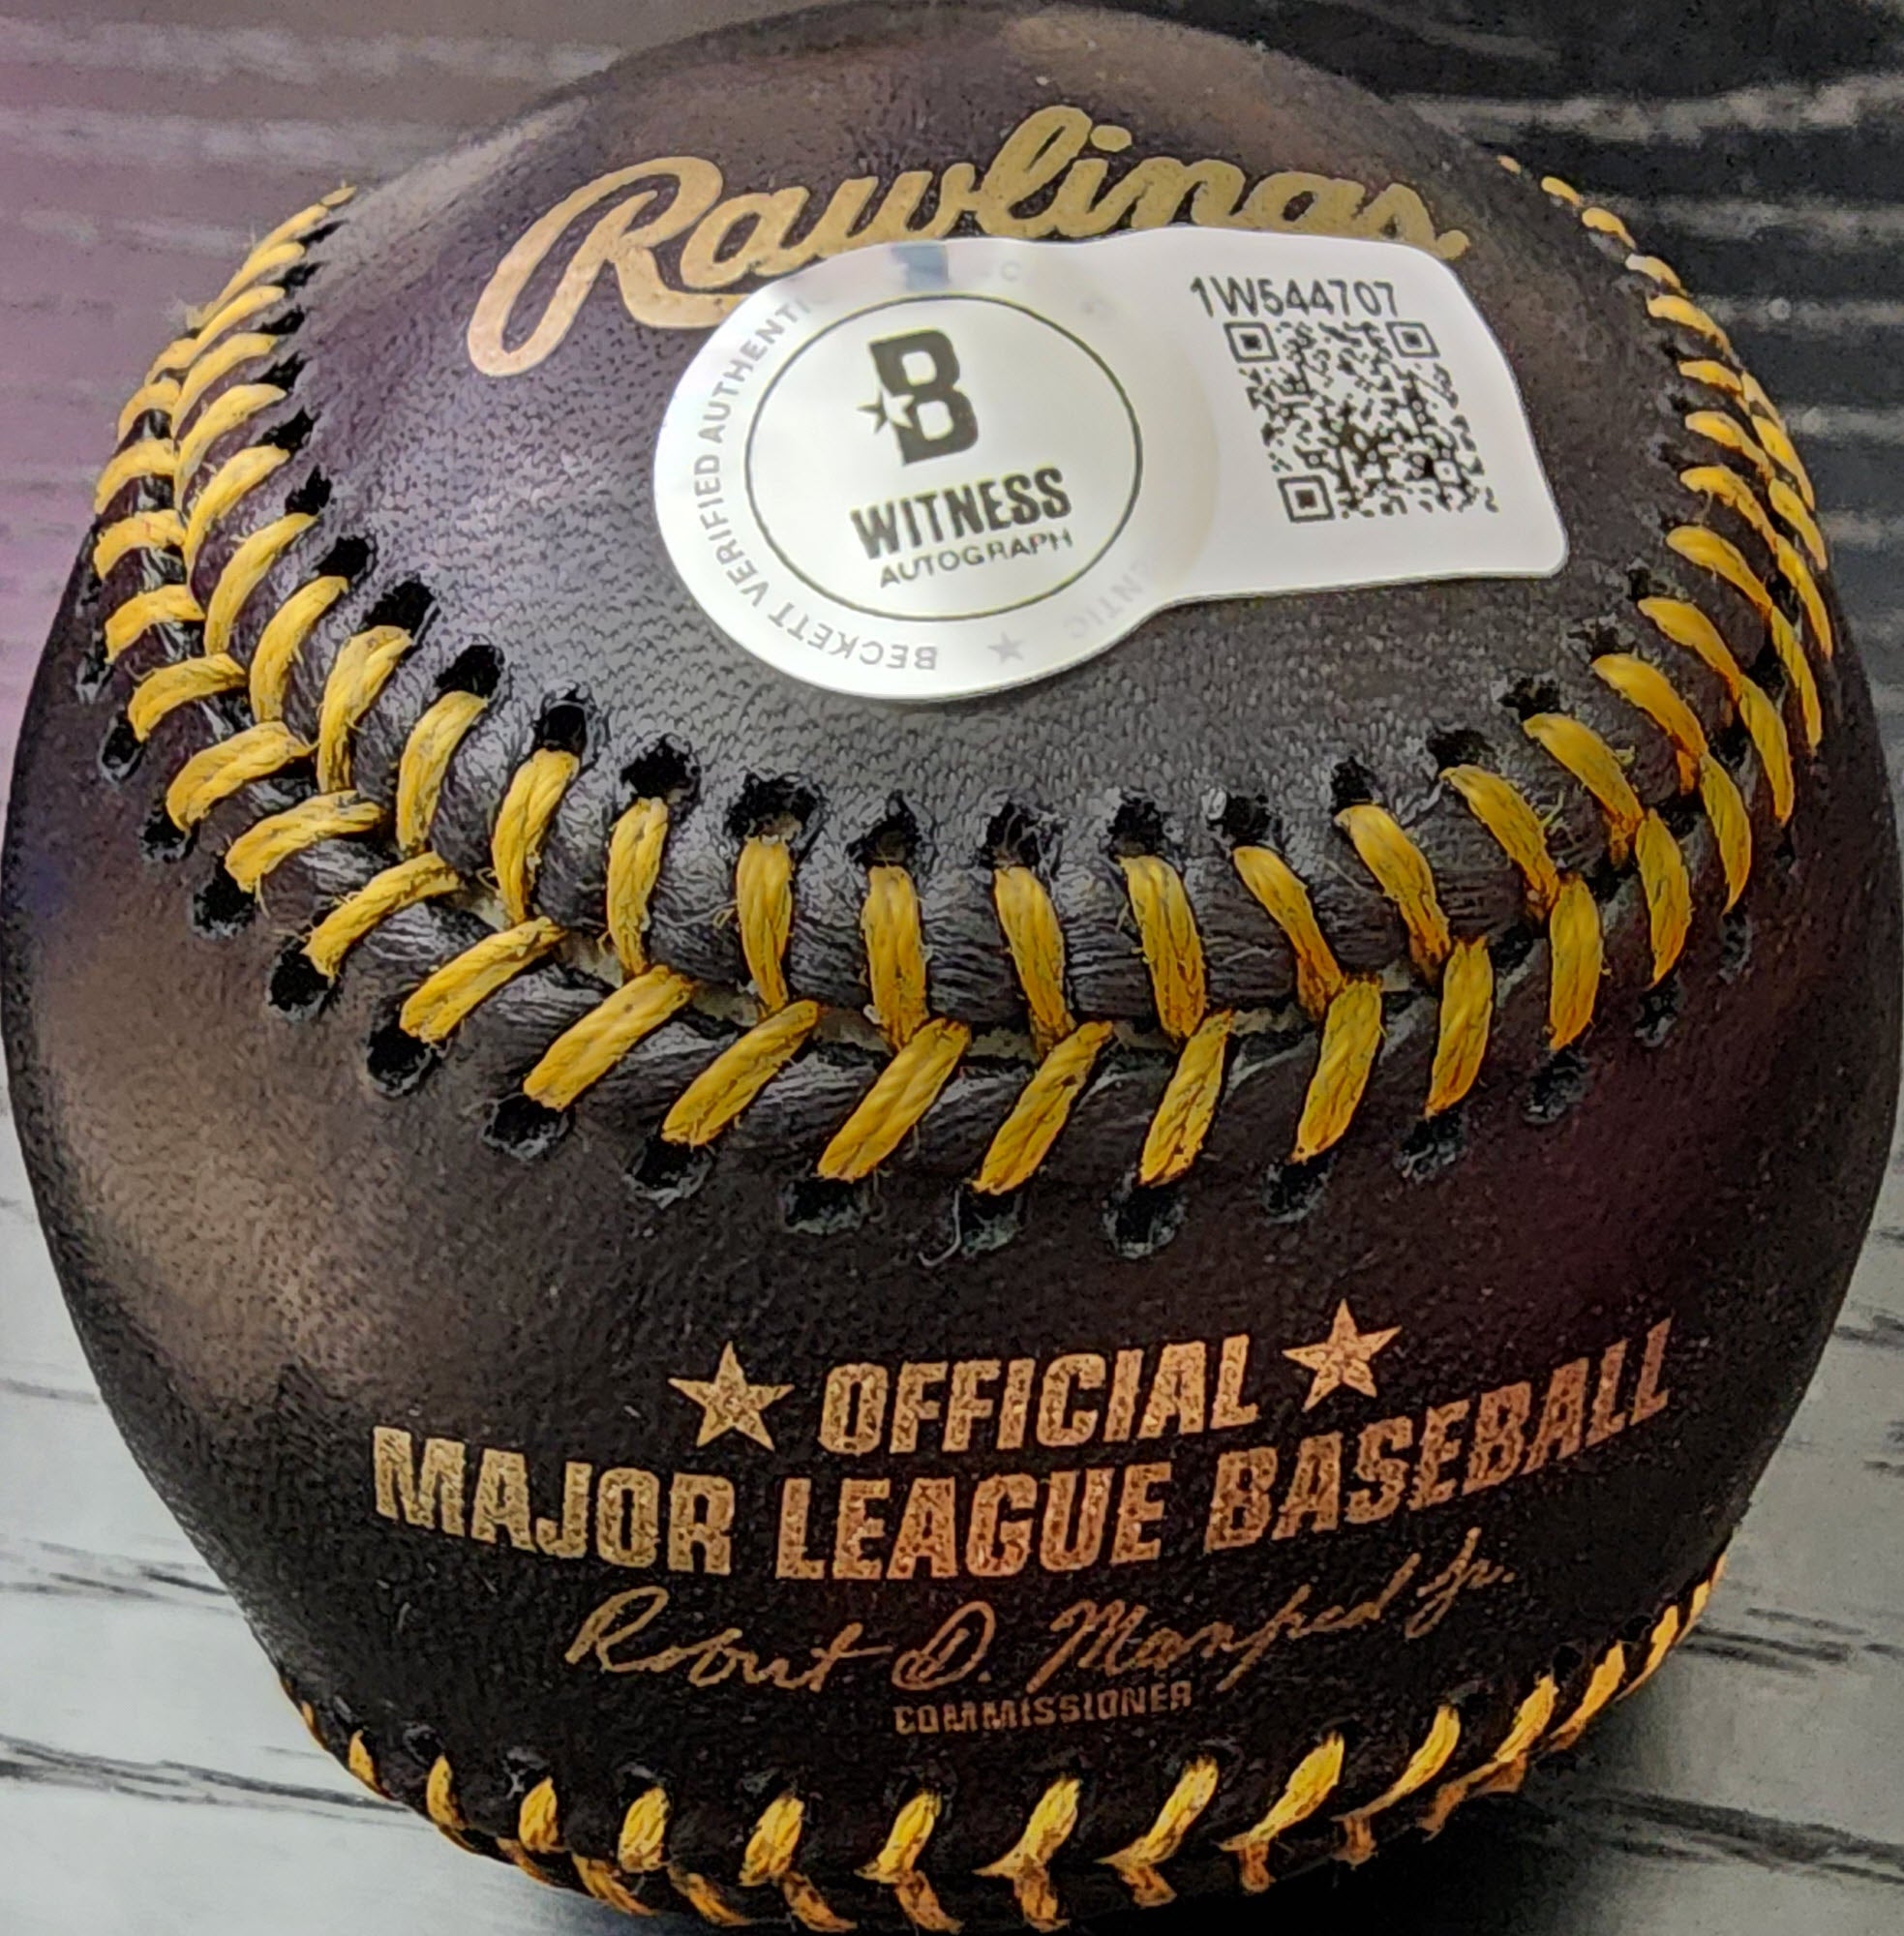 Rawlings
1W544707
B
WITNESS
AUTOGRAPH
BECKETT VERIFIED AUTHENTIC
★ OFFICIAL ★
MAJOR LEAGUE BASEBALL
Robert D. Manfred Jr.
COMMISSIONER